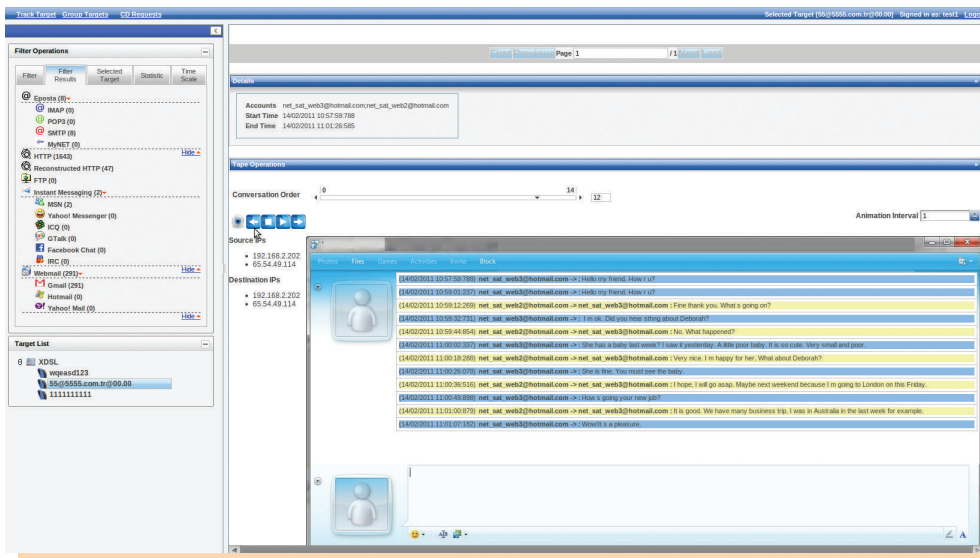 Track Target Group Targets CD Requests
Selected Target [55@5555.com.tr@00.00] Signed in as: test1 Logo
Filter Operations
Filter
Filter Results
Selected Target
Statistic
Time Scale
Eposta (8)
IMAP (0)
POP3 (0)
SMTP (8)
MyNET (0)
Hide
HTTP (1643)
Reconstructed HTTP (47)
FTP (0)
Instant Messaging (2)
MSN (2)
Yahoo! Messenger (0)
ICQ (0)
GTalk (0)
Facebook Chat (0)
IRC (0)
Hide
Webmail (291)
Gmail (291)
Hotmail (0)
Yahoo! Mail (0)
Hide
Target List
XDSL
wqeasd123
55@5555.com.tr@00.00
1111111111
Page 1 / 1
Details
Accounts net_sat_web3@hotmail.com;net_sat_web2@hotmail.com
Start Time 14/02/2011 10:57:59:788
End Time 14/02/2011 11:01:26:585
Tape Operations
Conversation Order 0 14 12
Animation Interval 1
Source IPs
192.168.2.202
65.54.49.114
Destination IPs
192.168.2.202
65.54.49.114
Photos Files Games Activities Invite Block
(14/02/2011 10:57:59:788) net_sat_web3@hotmail.com -> : Hello my friend. How r u?
(14/02/2011 10:59:01:237) net_sat_web3@hotmail.com -> : Hello my friend. How r u?
(14/02/2011 10:59:12:269) net_sat_web2@hotmail.com -> net_sat_web3@hotmail.com : Fine thank you. What s going on?
(14/02/2011 10:59:32:731) net_sat_web3@hotmail.com -> : I m ok. Did you hear sthing about Deborah?
(14/02/2011 10:59:44:854) net_sat_web2@hotmail.com -> net_sat_web3@hotmail.com : No. What happened?
(14/02/2011 11:00:02:337) net_sat_web3@hotmail.com -> : She has a baby last week? I saw it yesterday. A little poor baby. It is so cute. Very small and poor.
(14/02/2011 11:00:18:288) net_sat_web2@hotmail.com -> net_sat_web3@hotmail.com : Very nice. I m happy for her. What about Deborah?
(14/02/2011 11:00:26:078) net_sat_web3@hotmail.com -> : She is fine. You must see the baby.
(14/02/2011 11:00:36:516) net_sat_web2@hotmail.com -> net_sat_web3@hotmail.com : I hope, I will go asap. Maybe next weekend because I m going to London on this Friday.
(14/02/2011 11:00:49:898) net_sat_web3@hotmail.com -> : How s going your new job?
(14/02/2011 11:01:00:879) net_sat_web2@hotmail.com -> net_sat_web3@hotmail.com : It is good. We have many business trip. I was in Australia in the last week for example.
(14/02/2011 11:01:07:182) net_sat_web3@hotmail.com -> : Wow!It s a pleasure.